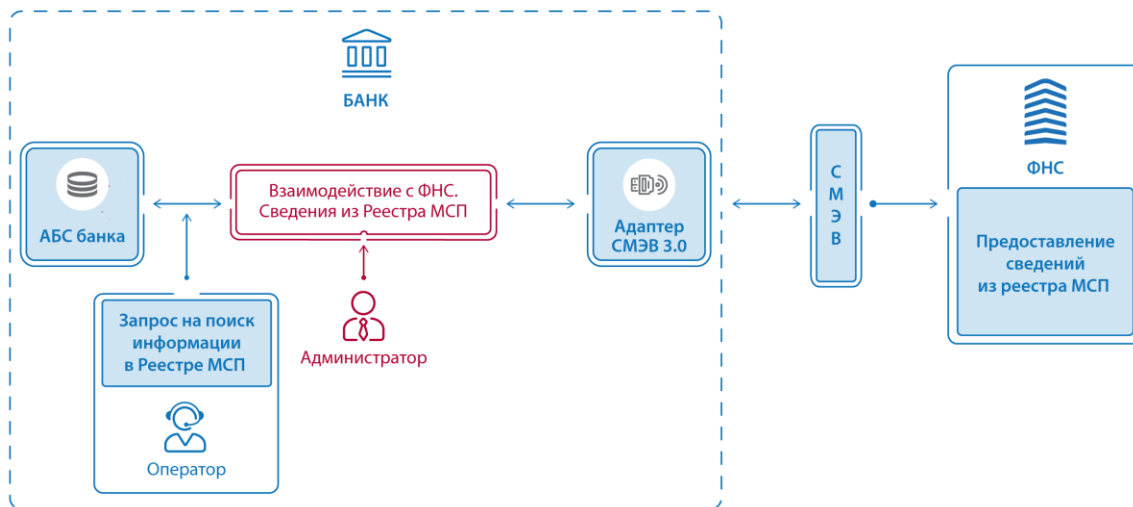 БАНК
АБС банка
Взаимодействие с ФНС.
Сведения из Реестра МСП
Адаптер
СМЭВ 3.0
С
М
Э
В
ФНС
Предоставление
сведений
из реестра МСП
Запрос на поиск
информации
в Реестре МСП
Оператор
Администратор